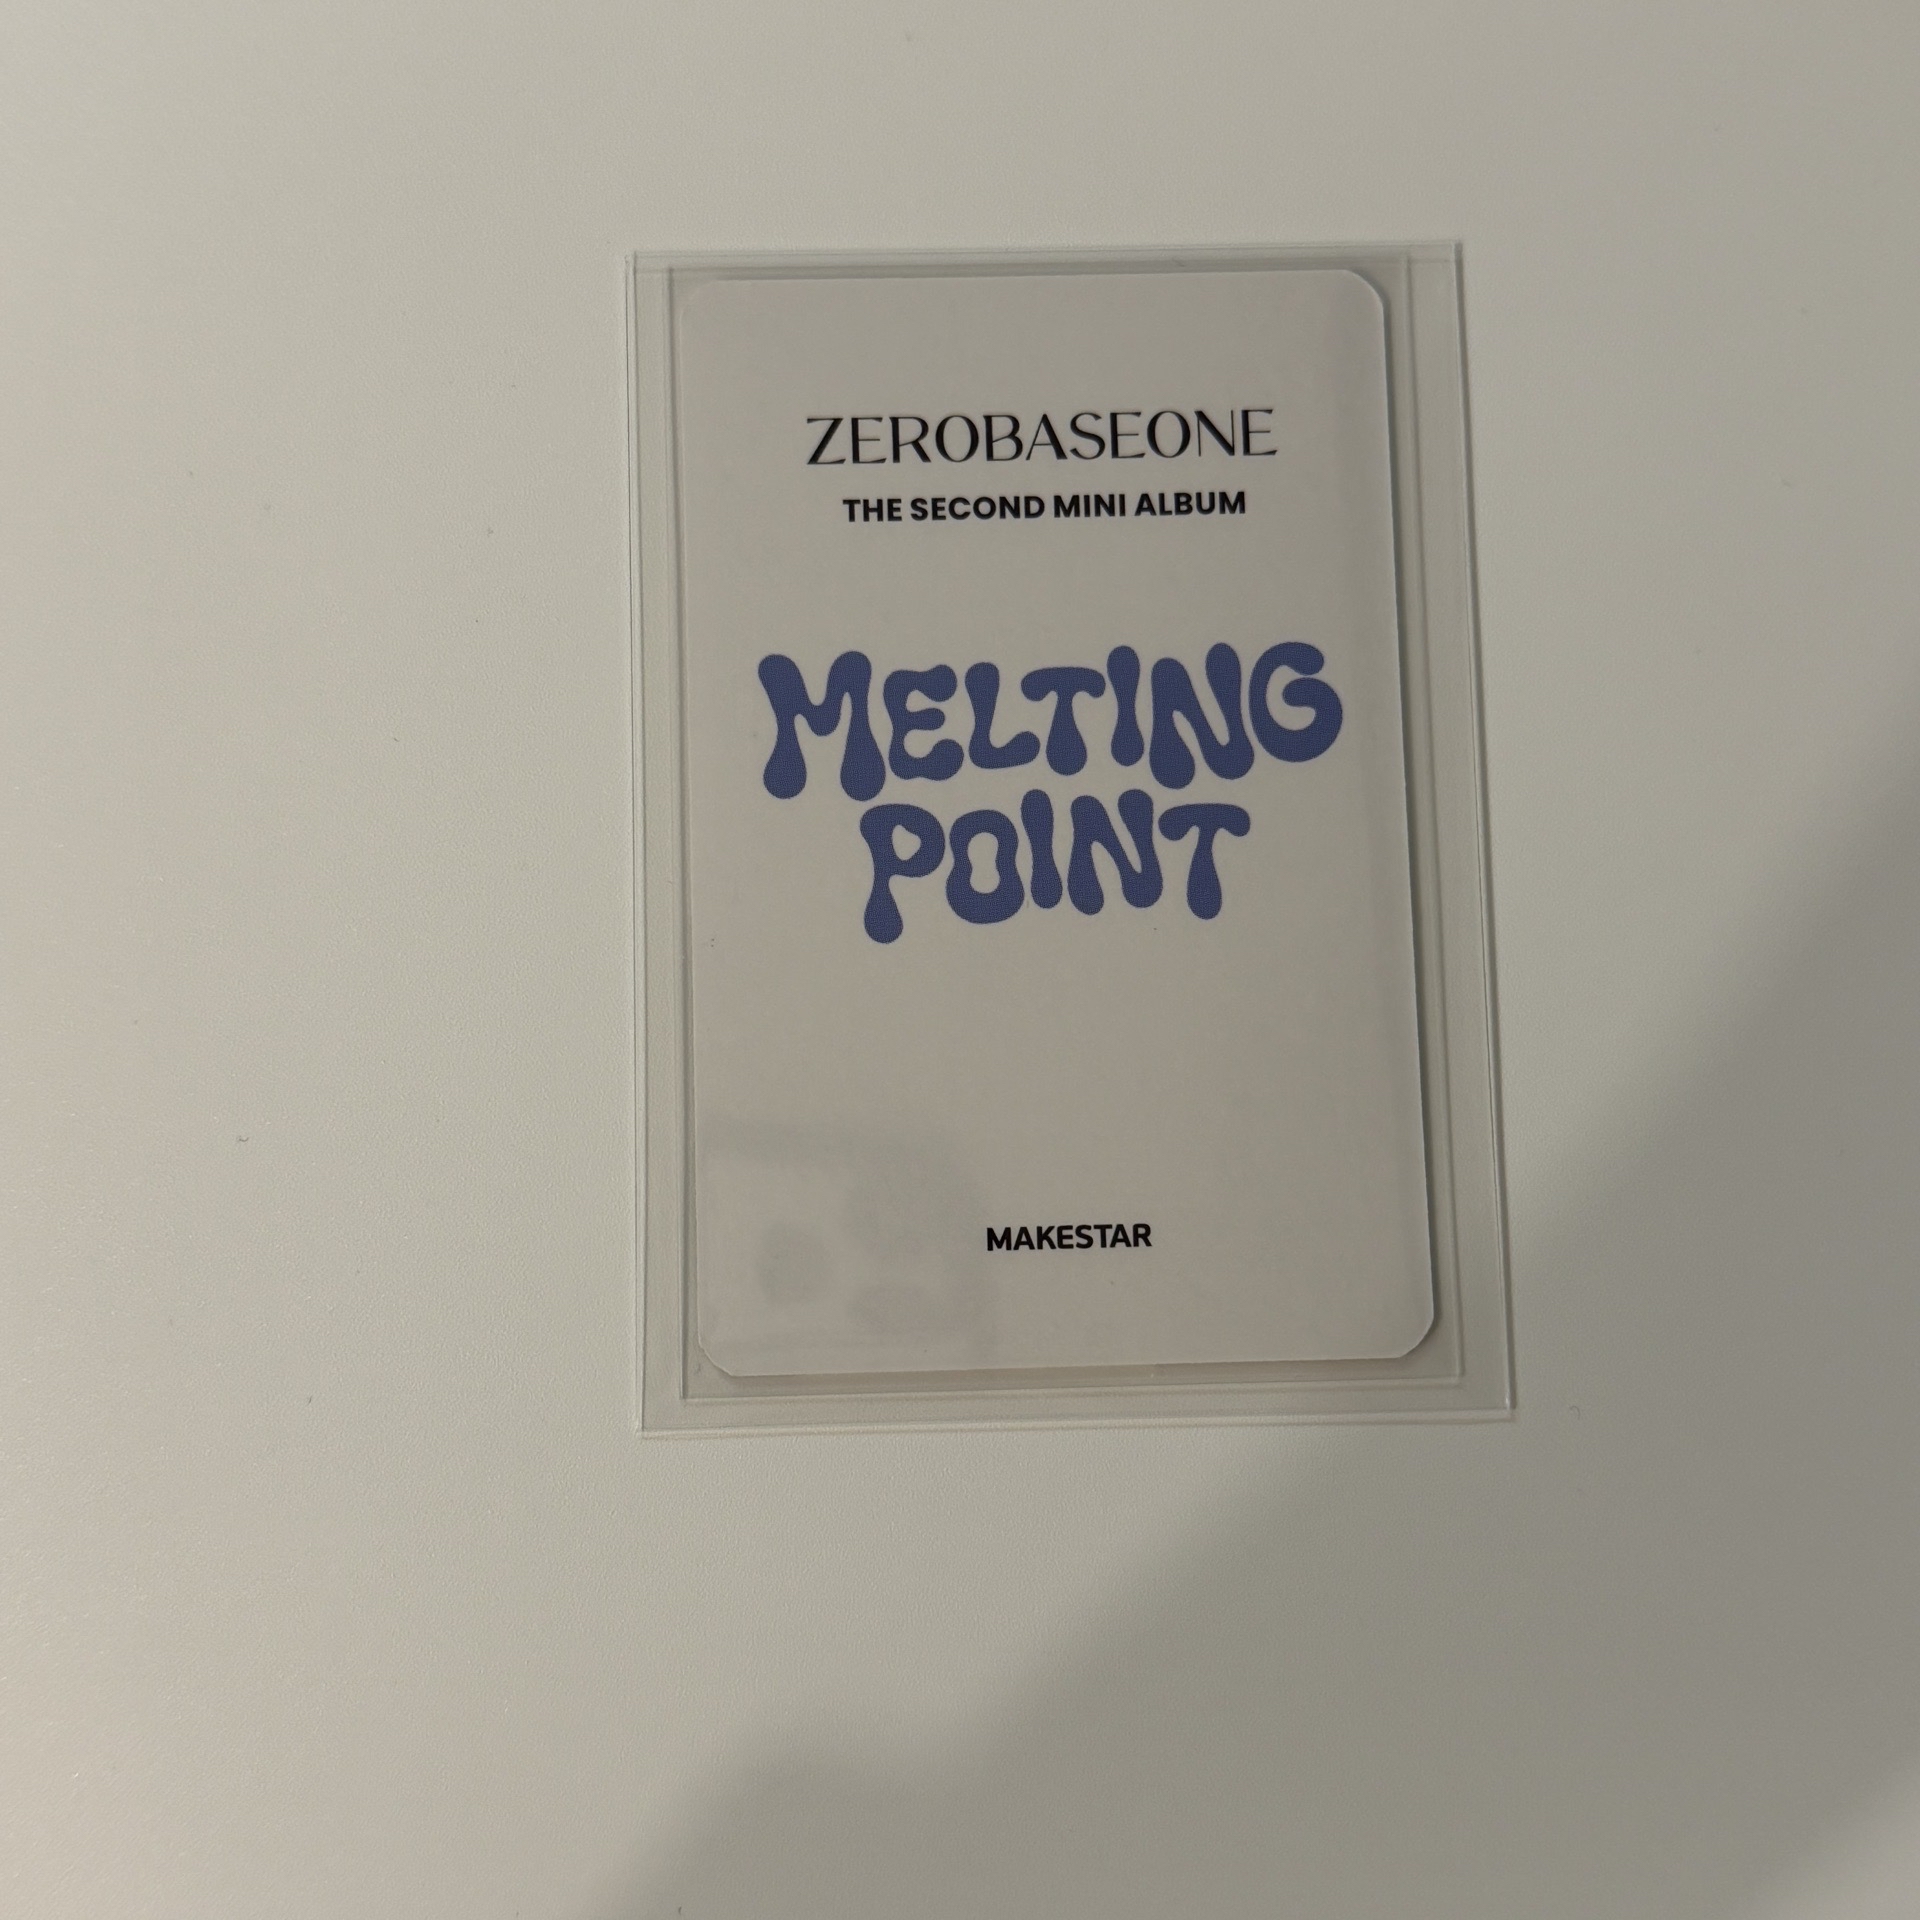 ZEROBASEONE
THE SECOND MINI ALBUM
MELTING
POINT
MAKESTAR